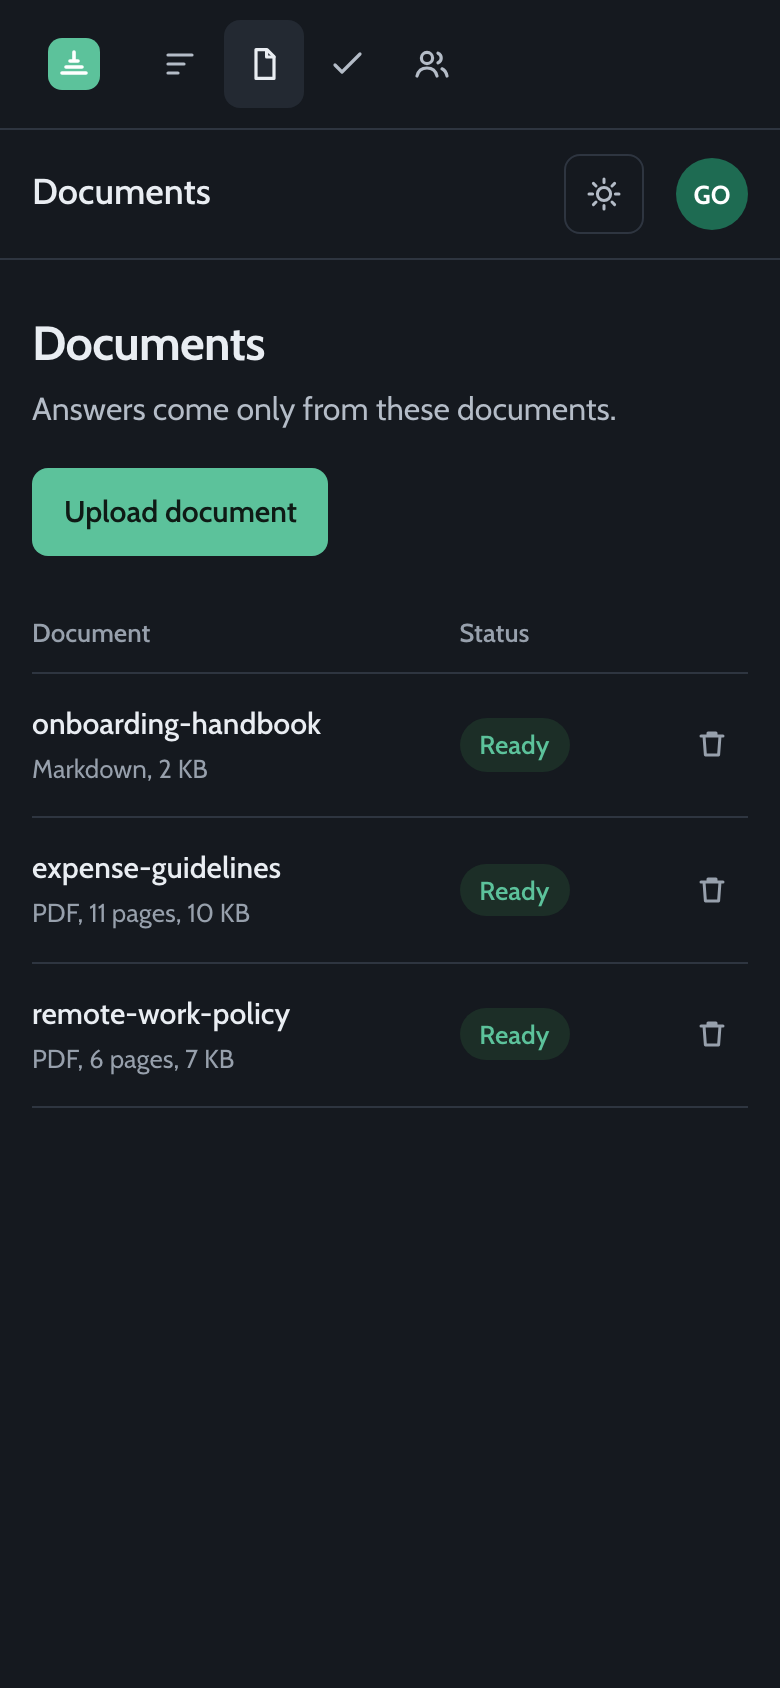 Documents
GO
Documents
Answers come only from these documents.
Upload document
Document Status
onboarding-handbook
Markdown, 2 KB
Ready
expense-guidelines
PDF, 11 pages, 10 KB
Ready
remote-work-policy
PDF, 6 pages, 7 KB
Ready